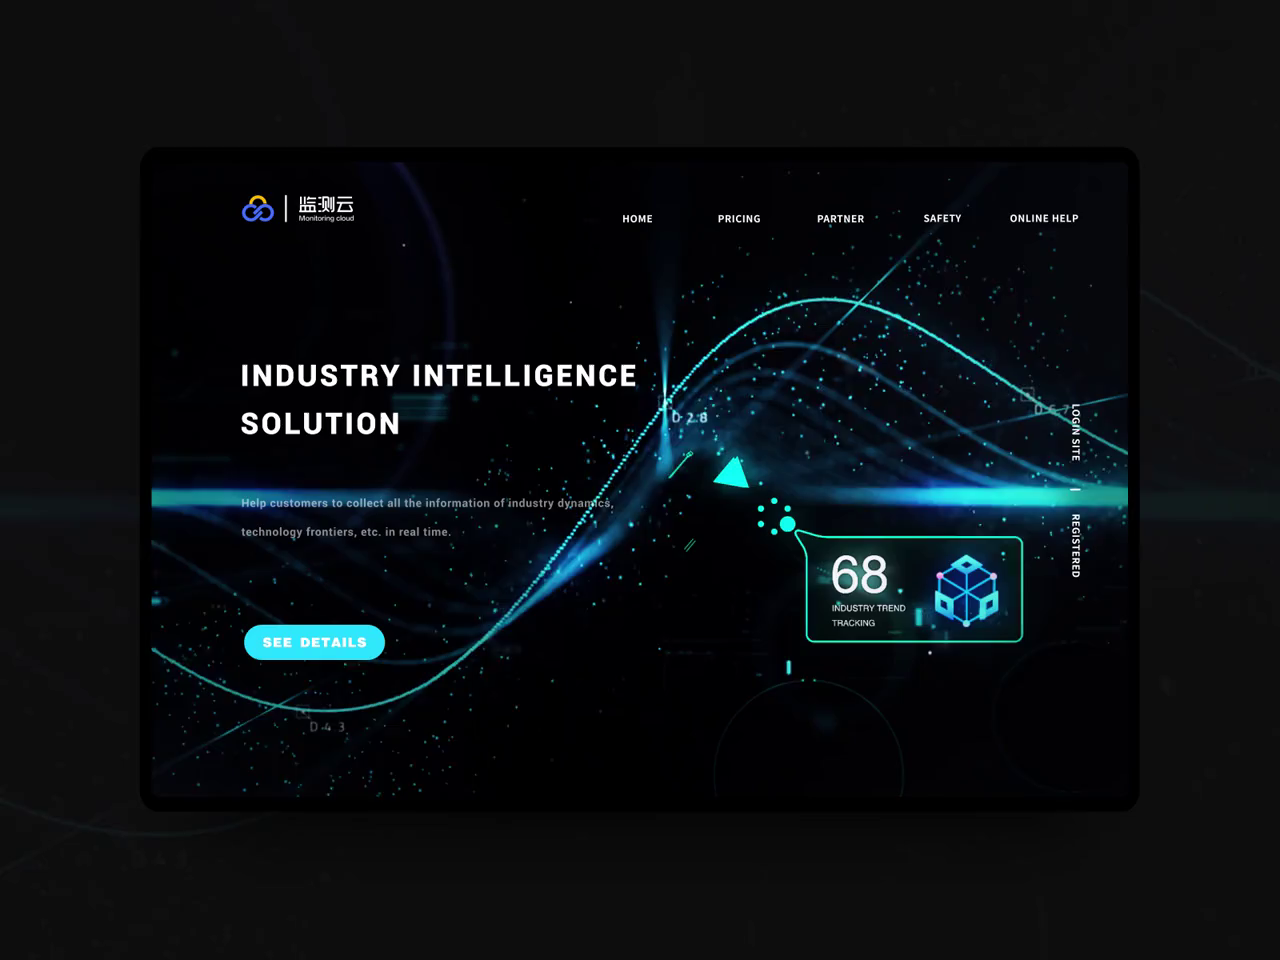 监测云
Monitoring cloud
HOME
PRICING
PARTNER
SAFETY
ONLINE HELP
INDUSTRY INTELLIGENCE
SOLUTION
Help customers to collect all the information of industry dynamics,
technology frontiers, etc. in real time.
SEE DETAILS
D 2 8
LOGIN SITE
REGISTERED
68
INDUSTRY TREND
TRACKING
D 4 3